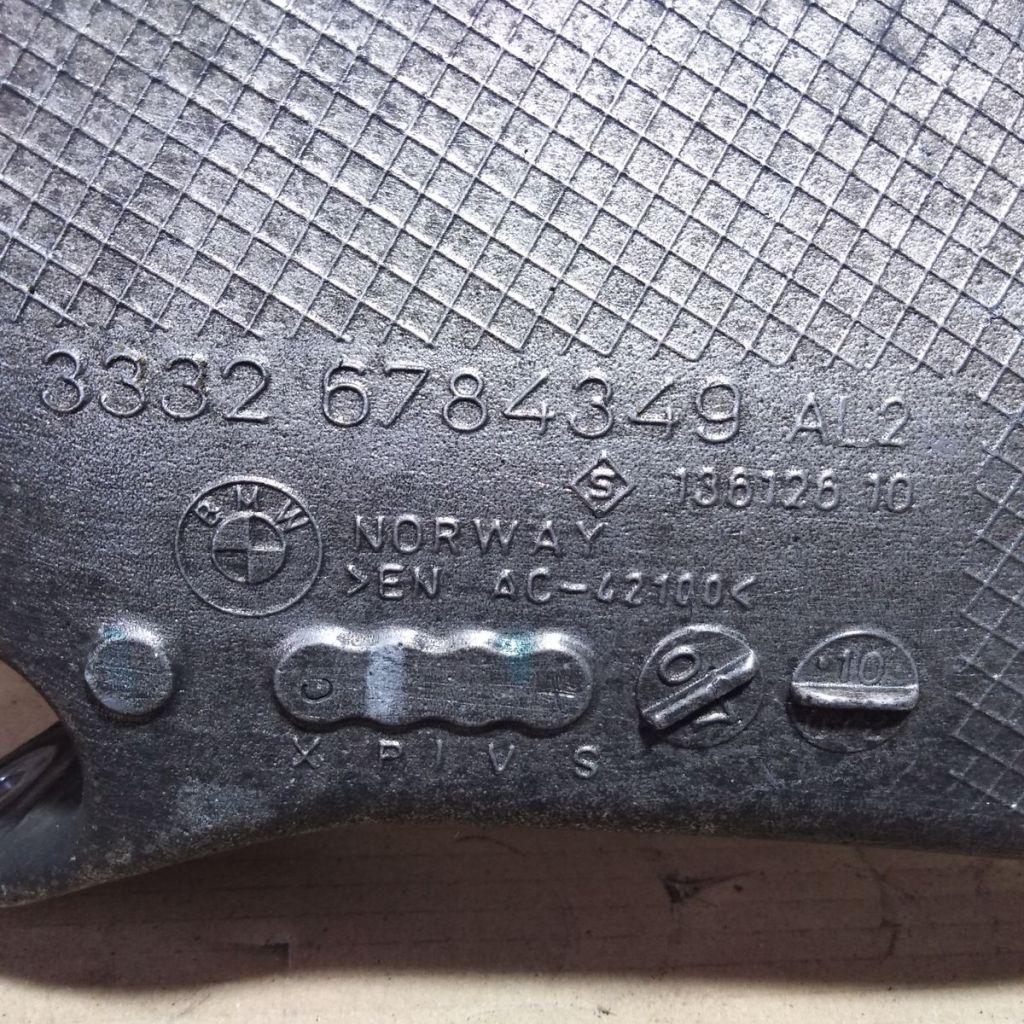 3332 6784349 AL2
S 136126 10
BMW
NORWAY
>EN AC-42100<
C
X P I V S
10